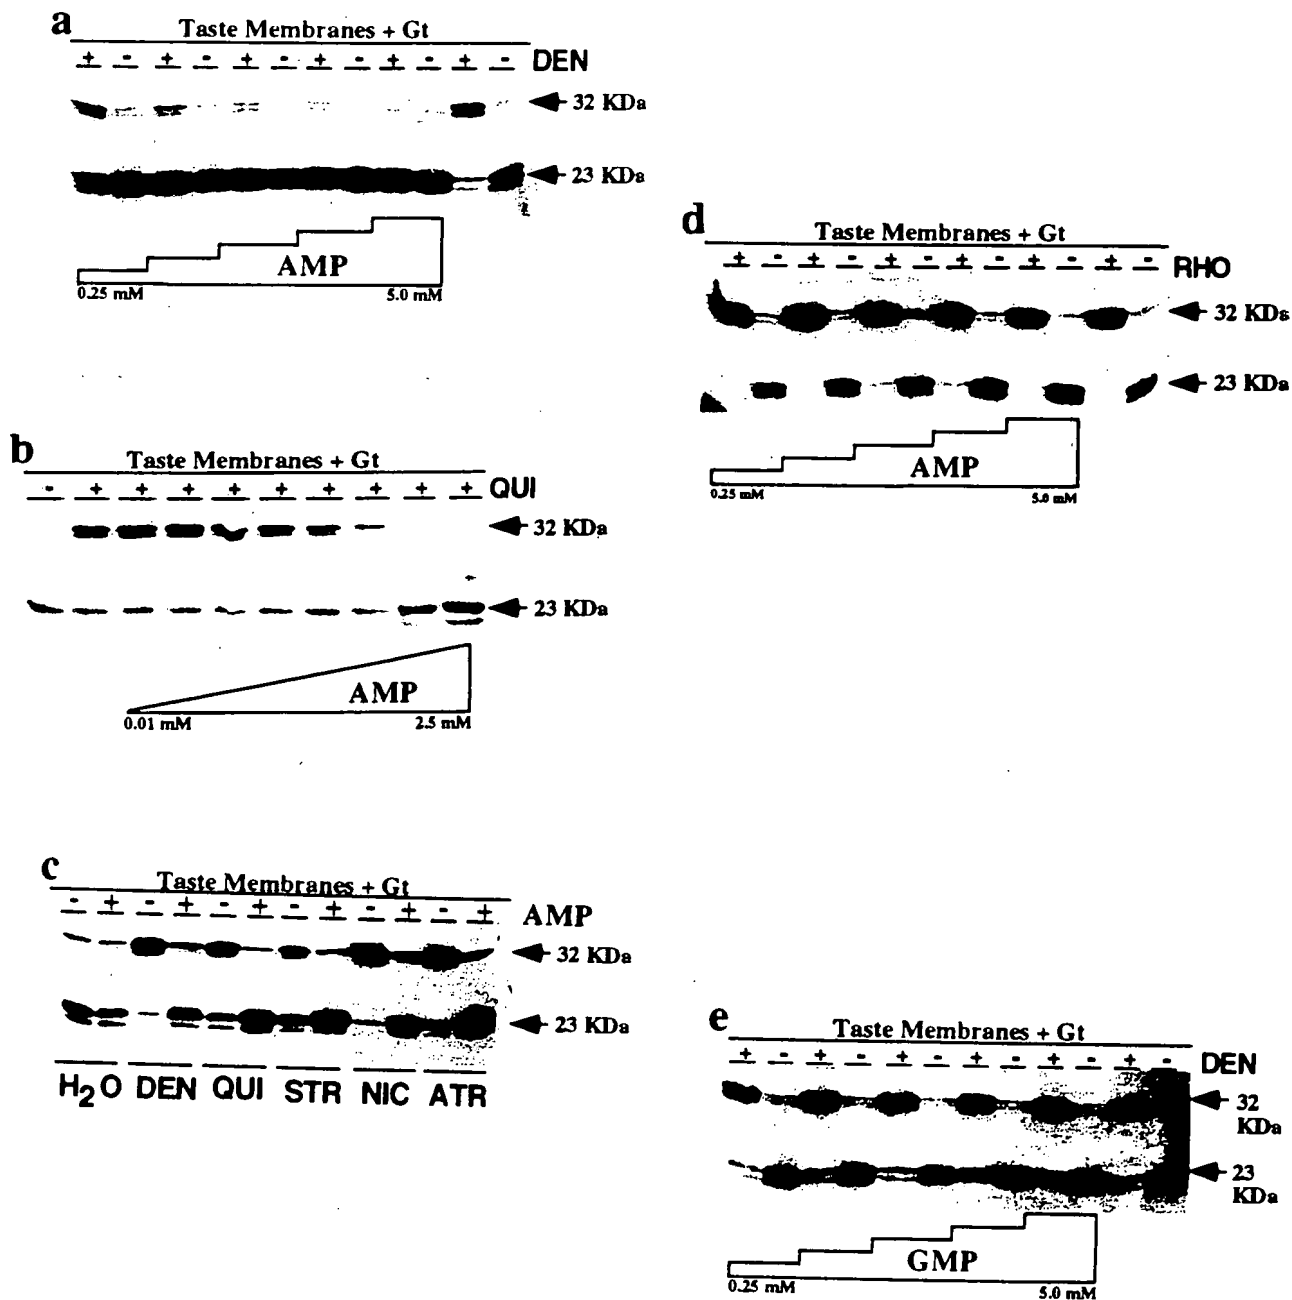 a
Taste Membranes + Gt
+ - + - + - + - + - + - DEN
32 KDa
23 KDa
AMP
0.25 mM 5.0 mM
b
Taste Membranes + Gt
- + + + + + + + + + QUI
32 KDa
23 KDa
AMP
0.01 mM 2.5 mM
c
Taste Membranes + Gt
- + - + - + - + - + - + AMP
32 KDa
23 KDa
H2O DEN QUI STR NIC ATR
d
Taste Membranes + Gt
+ - + - + - + - + - + - RHO
32 KDa
23 KDa
AMP
0.25 mM 5.0 mM
e
Taste Membranes + Gt
+ - + - + - + - + - + - DEN
32
KDa
23
KDa
GMP
0.25 mM 5.0 mM